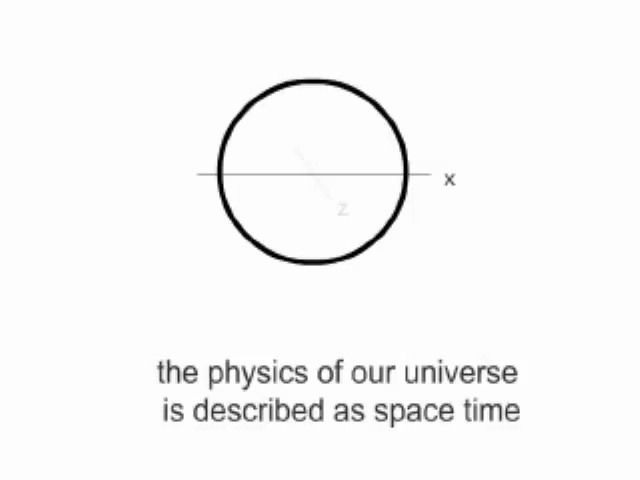 x
z
the physics of our universe
is described as space time